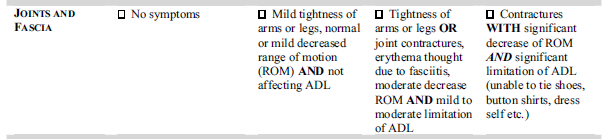 JOINTS AND
FASCIA
☐ No symptoms
☐ Mild tightness of
arms or legs, normal
or mild decreased
range of motion
(ROM) AND not
affecting ADL
☐ Tightness of
arms or legs OR
joint contractures,
erythema thought
due to fasciitis,
moderate decrease
ROM AND mild to
moderate limitation
of ADL
☐ Contractures
WITH significant
decrease of ROM
AND significant
limitation of ADL
(unable to tie shoes,
button shirts, dress
self etc.)